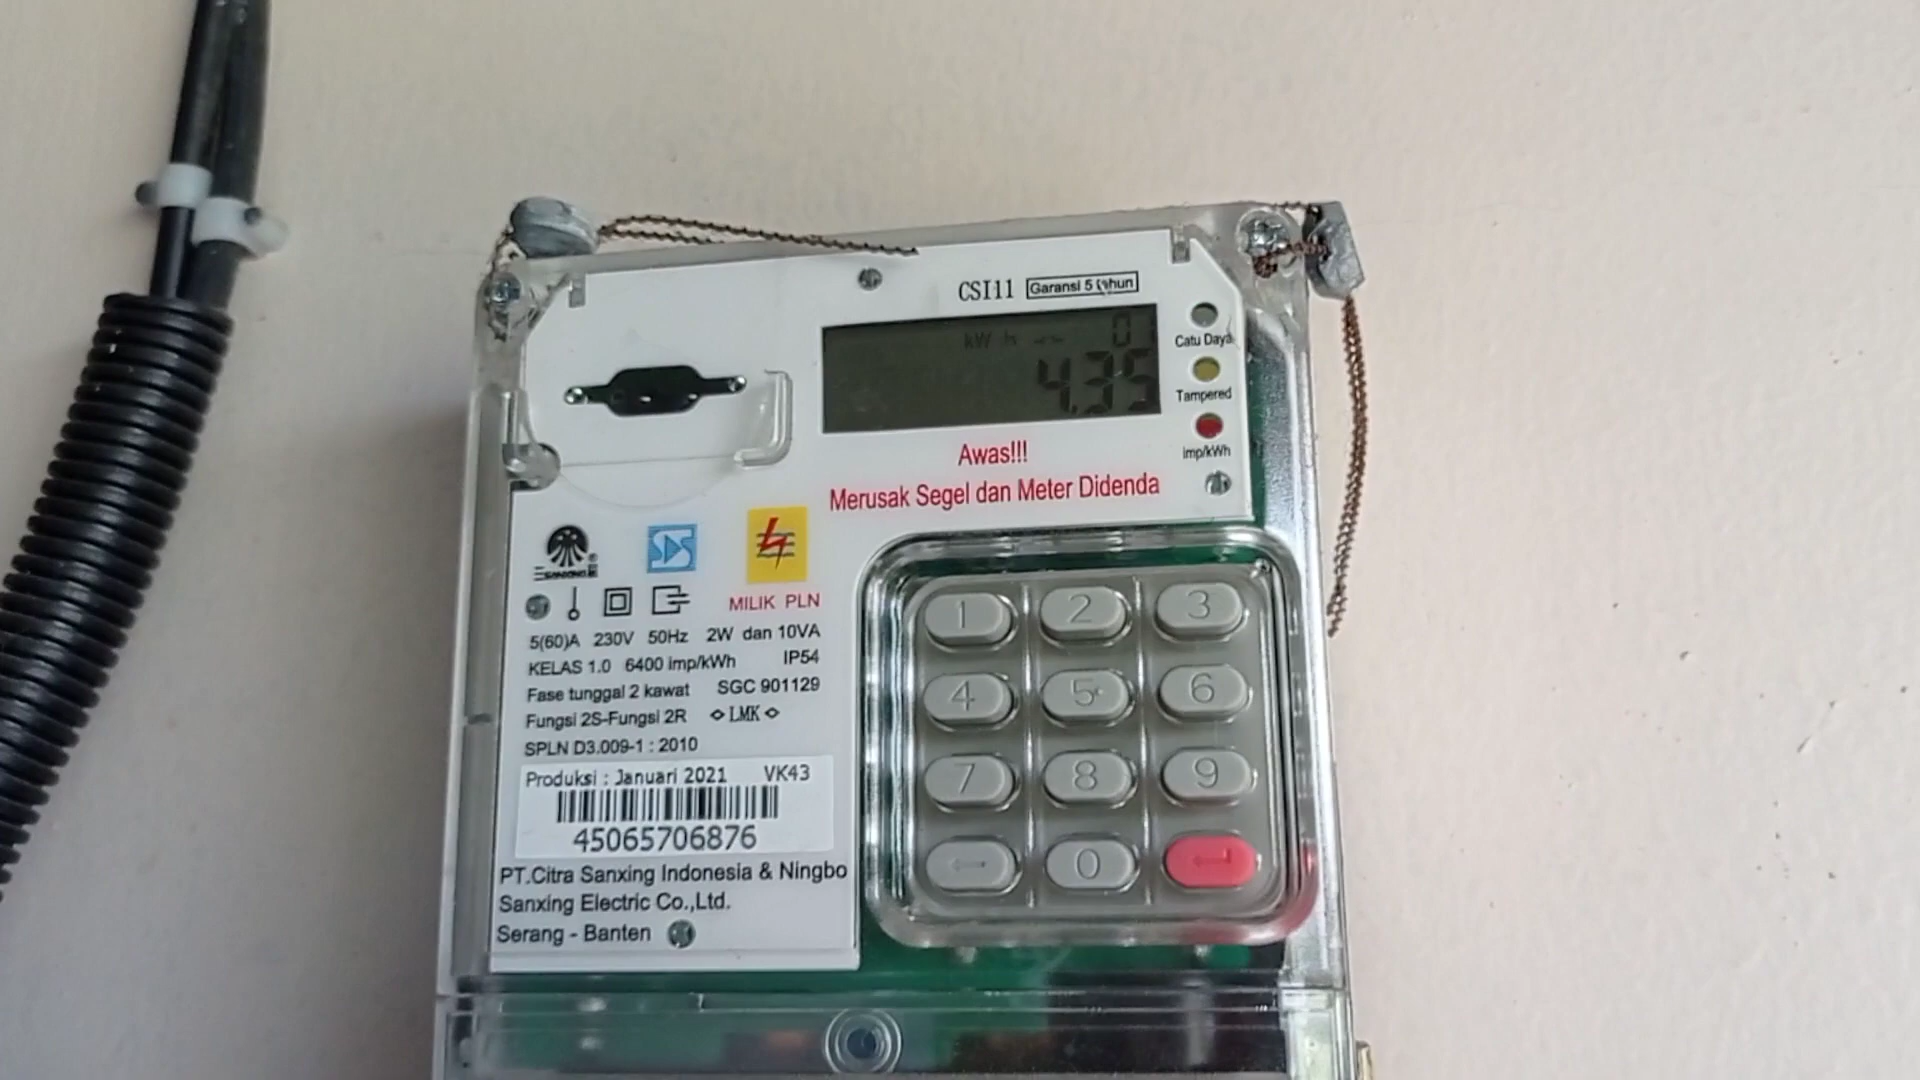 CSI11 Garansi 5 tahun
kWh 01
4.35
Catu Daya
Tampered
imp/kWh
Awas!!!
Merusak Segel dan Meter Didenda
SANXING®
MILIK PLN
5(60)A 230V 50Hz 2W dan 10VA
KELAS 1.0 6400 imp/kWh IP54
Fase tunggal 2 kawat SGC 901129
Fungsi 2S-Fungsi 2R ◇LMK◇
SPLN D3.009-1 : 2010
Produksi : Januari 2021 VK43
45065706876
PT.Citra Sanxing Indonesia & Ningbo
Sanxing Electric Co.,Ltd.
Serang - Banten
1 2 3
4 5 6
7 8 9
0